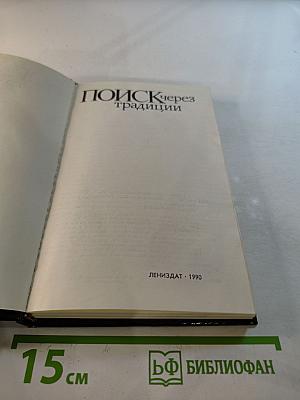 ПОИСК через
традиции
ЛЕНИЗДАТ · 1990
15 см
БФ БИБЛИОФАН